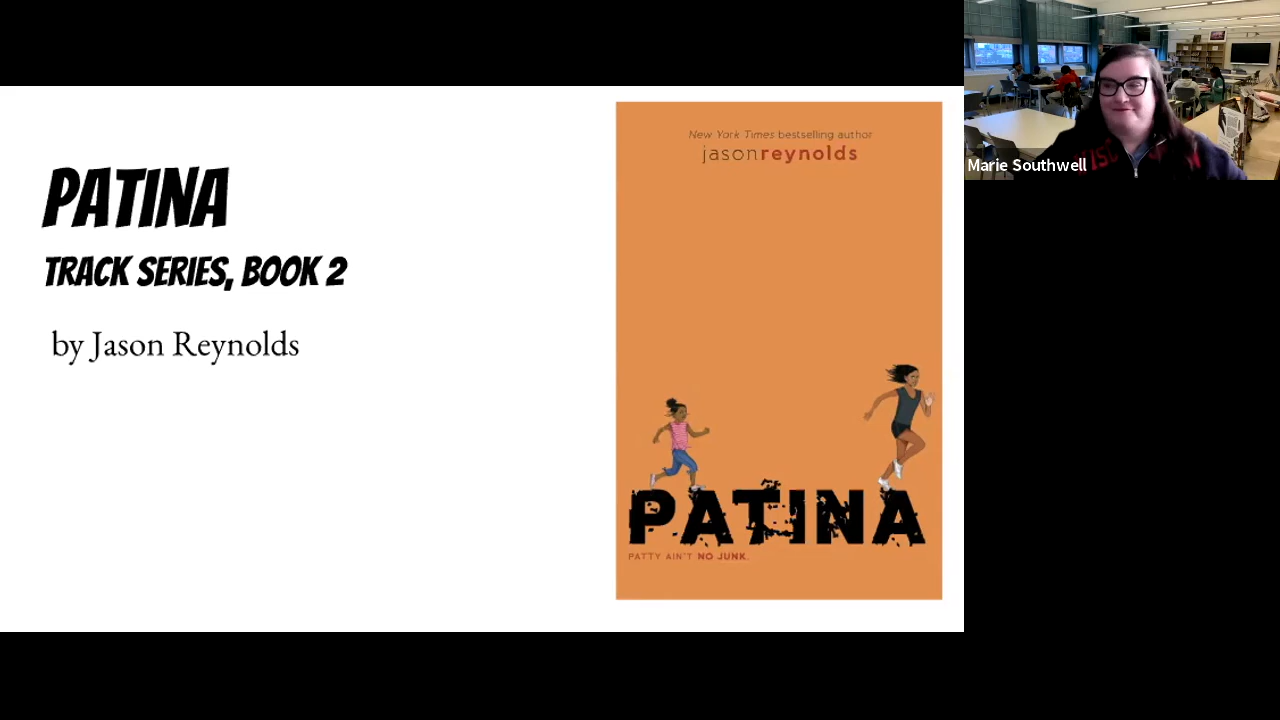 PATINA
TRACK SERIES, BOOK 2
by Jason Reynolds
New York Times bestselling author
jasonreynolds
PATINA
PATTY AIN'T NO JUNK.
Marie Southwell